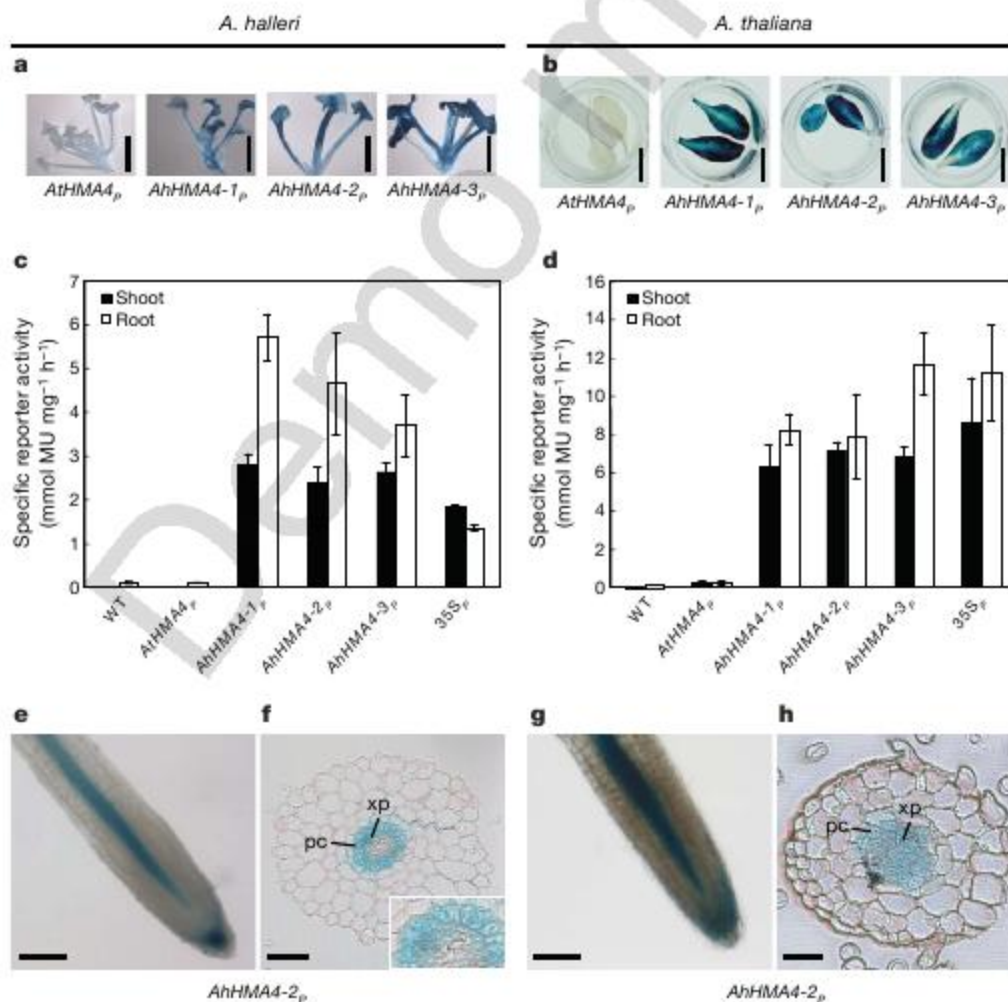 A. halleri
A. thaliana
a
AtHMA4P
AhHMA4-1P
AhHMA4-2P
AhHMA4-3P
b
AtHMA4P
AhHMA4-1P
AhHMA4-2P
AhHMA4-3P
c
Specific reporter activity
(mmol MU mg⁻¹ h⁻¹)
7
6
5
4
3
2
1
0
Shoot
Root
WT
AtHMA4P
AhHMA4-1P
AhHMA4-2P
AhHMA4-3P
35SP
d
Specific reporter activity
(mmol MU mg⁻¹ h⁻¹)
16
14
12
10
8
6
4
2
0
Shoot
Root
WT
AtHMA4P
AhHMA4-1P
AhHMA4-2P
AhHMA4-3P
35SP
e
f
xp
pc
AhHMA4-2P
g
h
xp
pc
AhHMA4-2P
Demo